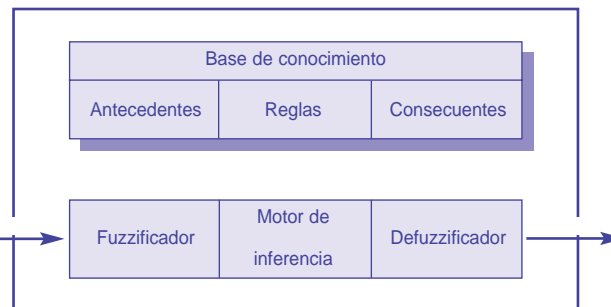 Base de conocimiento
Antecedentes
Reglas
Consecuentes
Fuzzificador
Motor de
inferencia
Defuzzificador